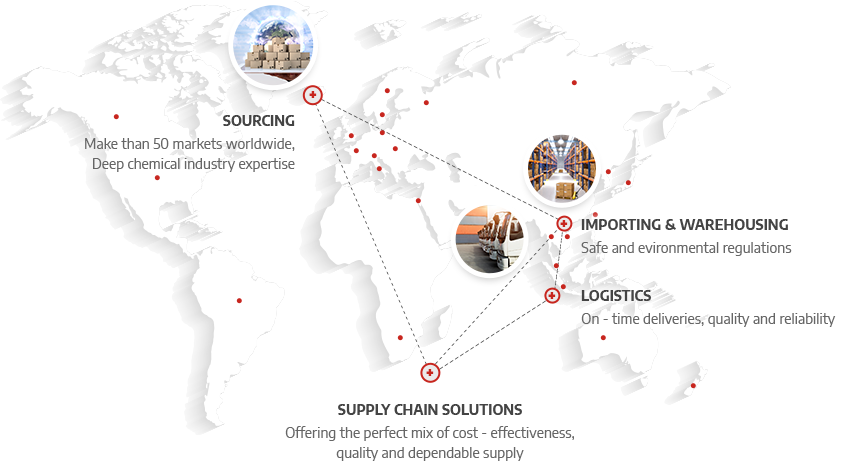 SOURCING
Make than 50 markets worldwide,
Deep chemical industry expertise
IMPORTING & WAREHOUSING
Safe and evironmental regulations
LOGISTICS
On - time deliveries, quality and reliability
SUPPLY CHAIN SOLUTIONS
Offering the perfect mix of cost - effectiveness,
quality and dependable supply